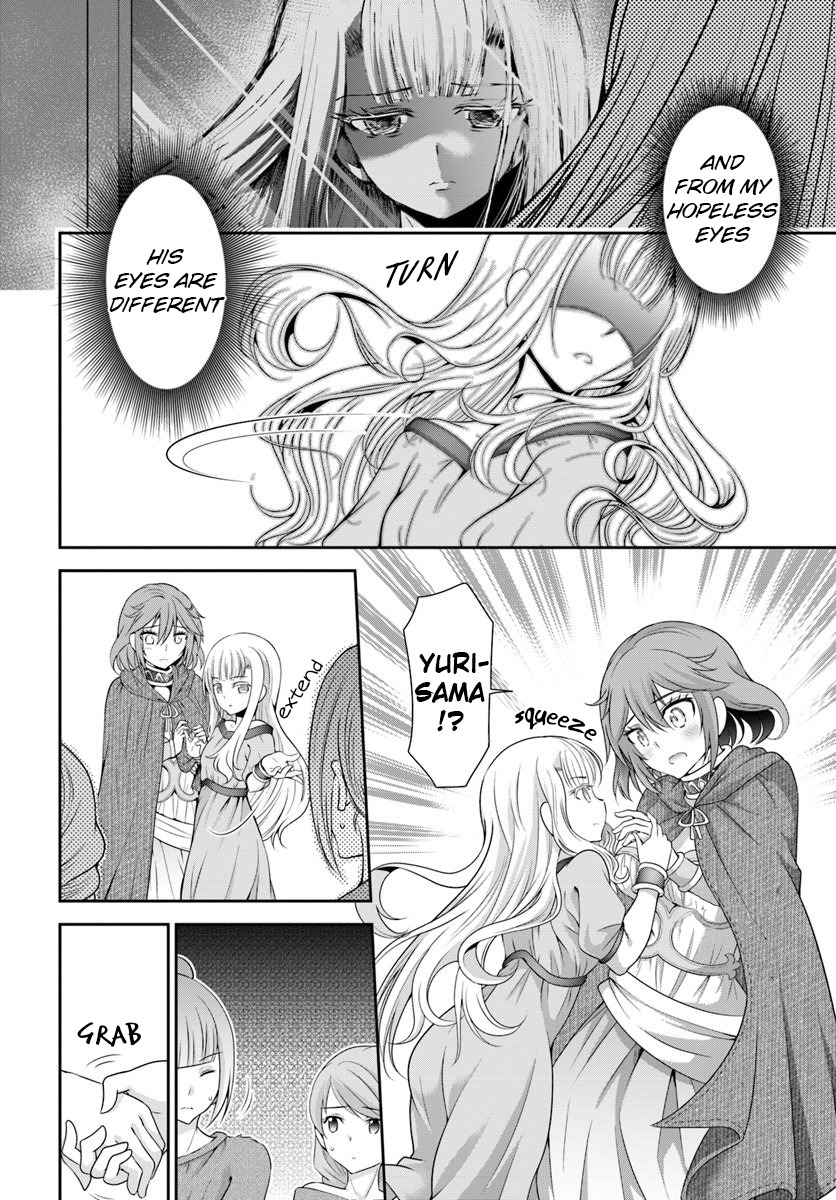 AND
FROM MY
HOPELESS
EYES
HIS
EYES ARE
DIFFERENT
TURN
YURI-
SAMA
!?
squeeze
extend
GRAB